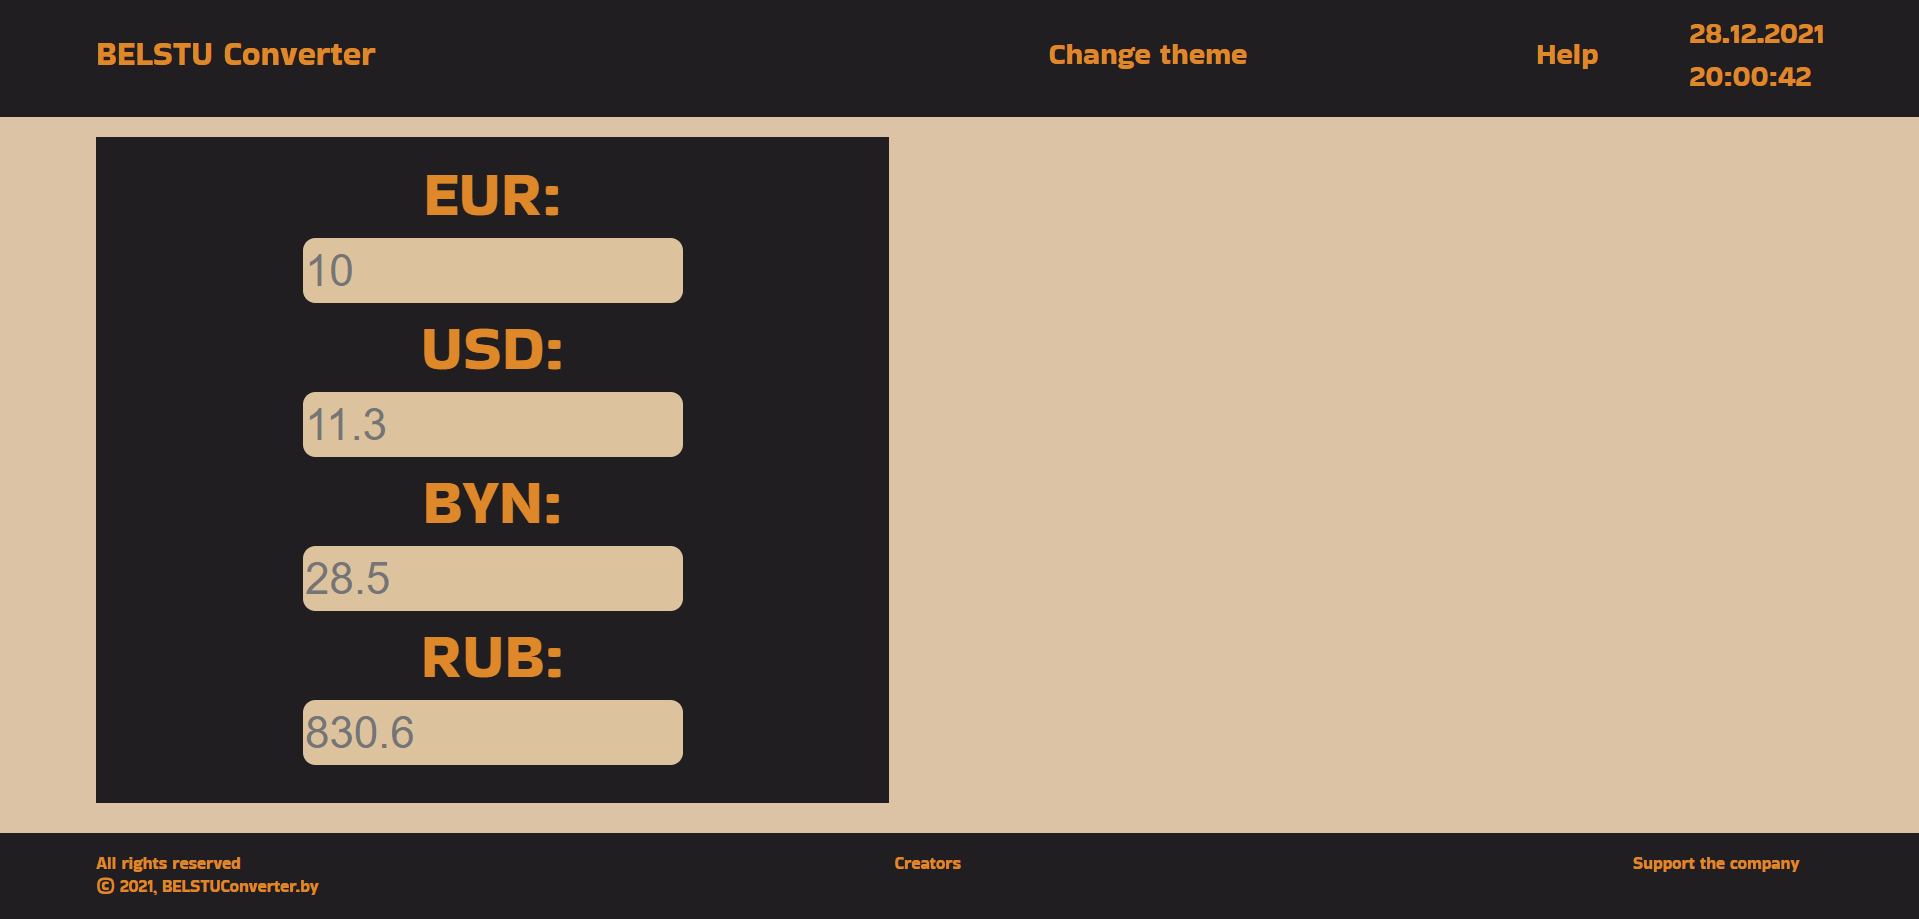 BELSTU Converter
Change theme
Help
28.12.2021
20:00:42
EUR:
10
USD:
11.3
BYN:
28.5
RUB:
830.6
All rights reserved
© 2021, BELSTUConverter.by
Creators
Support the company